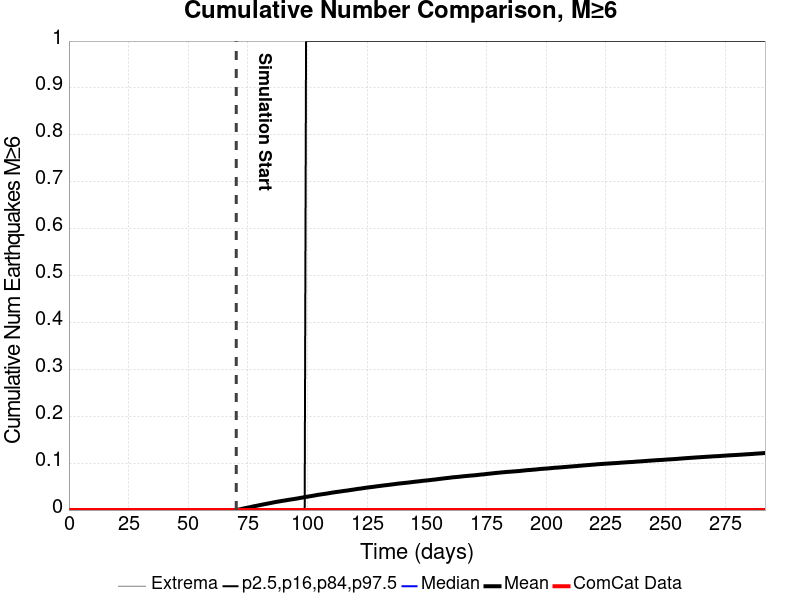 Cumulative Number Comparison, M≥6
Cumulative Num Earthquakes M≥6
1
0.9
0.8
0.7
0.6
0.5
0.4
0.3
0.2
0.1
0
Simulation Start
0 25 50 75 100 125 150 175 200 225 250 275
Time (days)
Extrema p2.5,p16,p84,p97.5 Median Mean ComCat Data